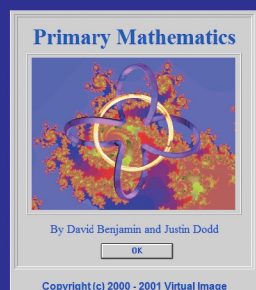 Primary Mathematics
By David Benjamin and Justin Dodd
OK
Copyright (c) 2000 - 2001 Virtual Image